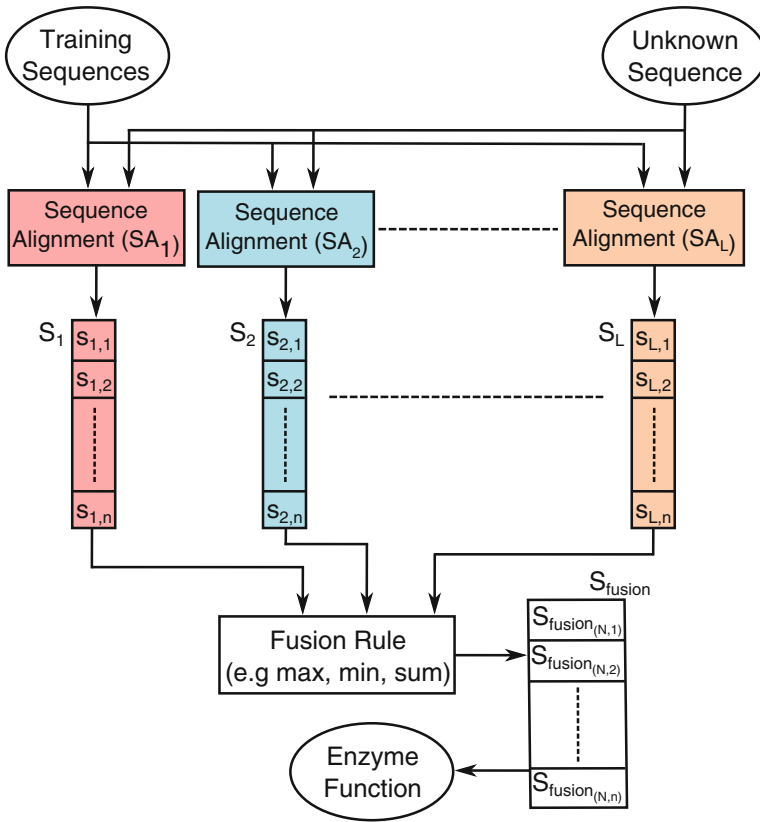 Training
Sequences
Unknown
Sequence
Sequence
Alignment (SA1)
Sequence
Alignment (SA2)
Sequence
Alignment (SAL)
S1
s1,1
s1,2
s1,n
S2
s2,1
s2,2
s2,n
SL
sL,1
sL,2
sL,n
Fusion Rule
(e.g max, min, sum)
Sfusion
Sfusion(N,1)
Sfusion(N,2)
Sfusion(N,n)
Enzyme
Function